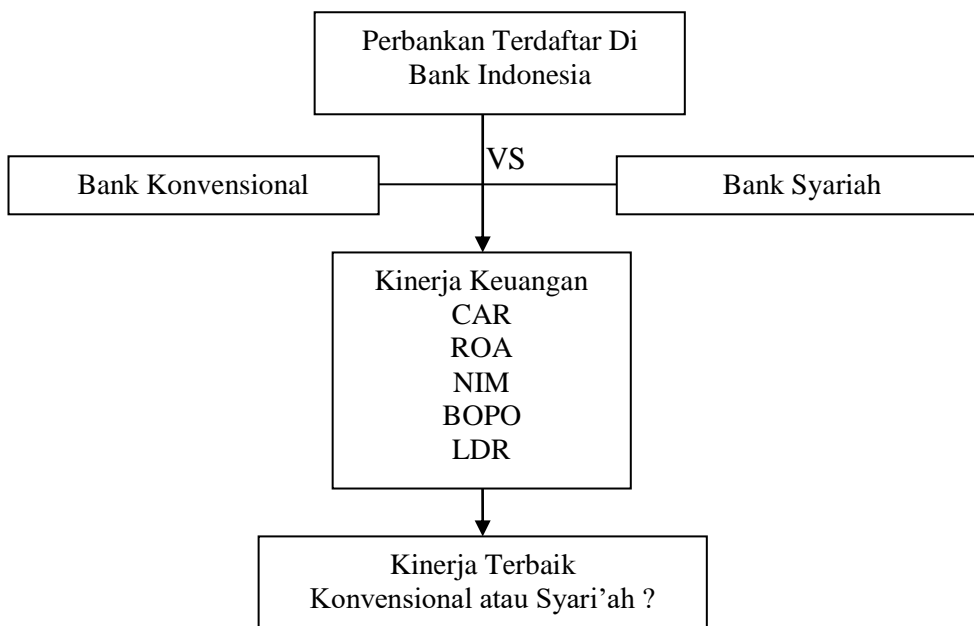 Perbankan Terdaftar Di
Bank Indonesia
VS
Bank Konvensional
Bank Syariah
Kinerja Keuangan
CAR
ROA
NIM
BOPO
LDR
Kinerja Terbaik
Konvensional atau Syari’ah ?